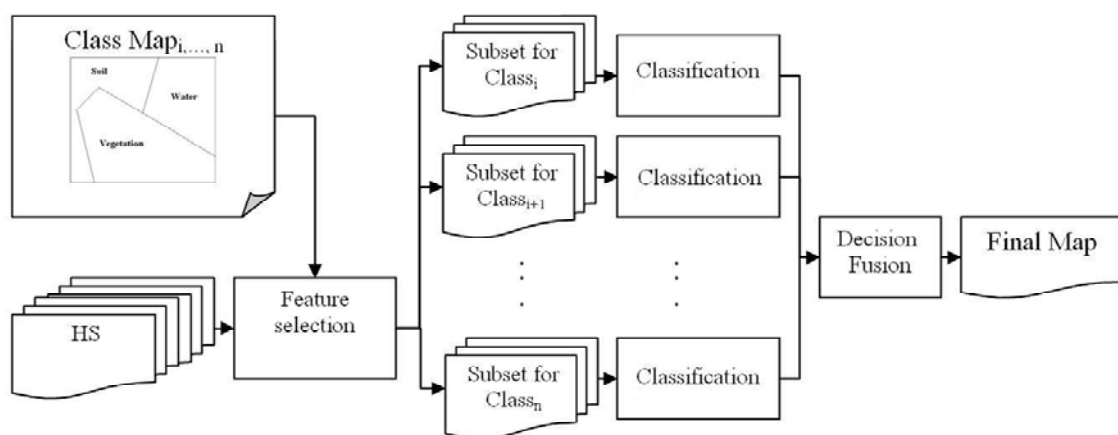 Class Mapi,..., n
Soil
Water
Vegetation
HS
Feature
selection
Subset for
Classi
Classification
Subset for
Classi+1
Classification
Subset for
Classn
Classification
Decision
Fusion
Final Map